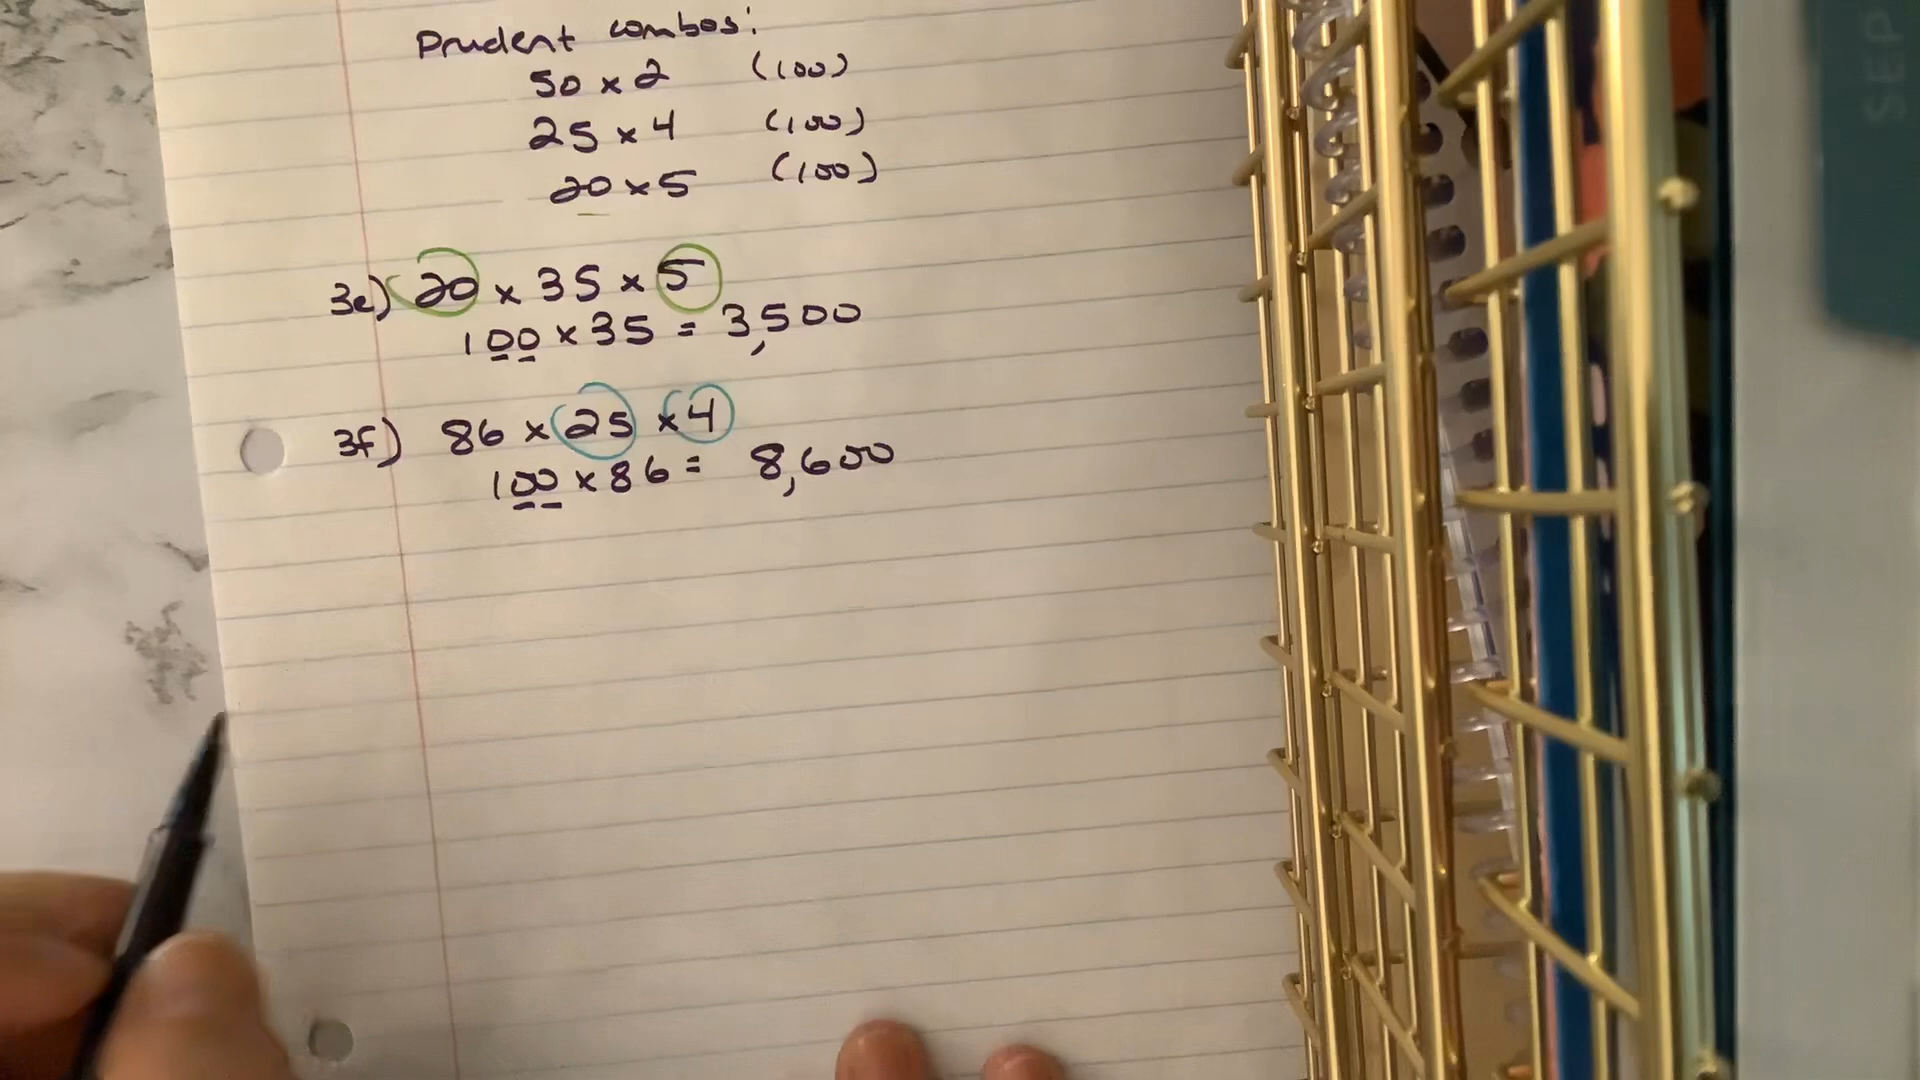 Prudent combos:
50 x 2 (100)
25 x 4 (100)
20 x 5 (100)
3e) 20 x 35 x 5
100 x 35 = 3,500
3f) 86 x 25 x 4
100 x 86 = 8,600
SEP